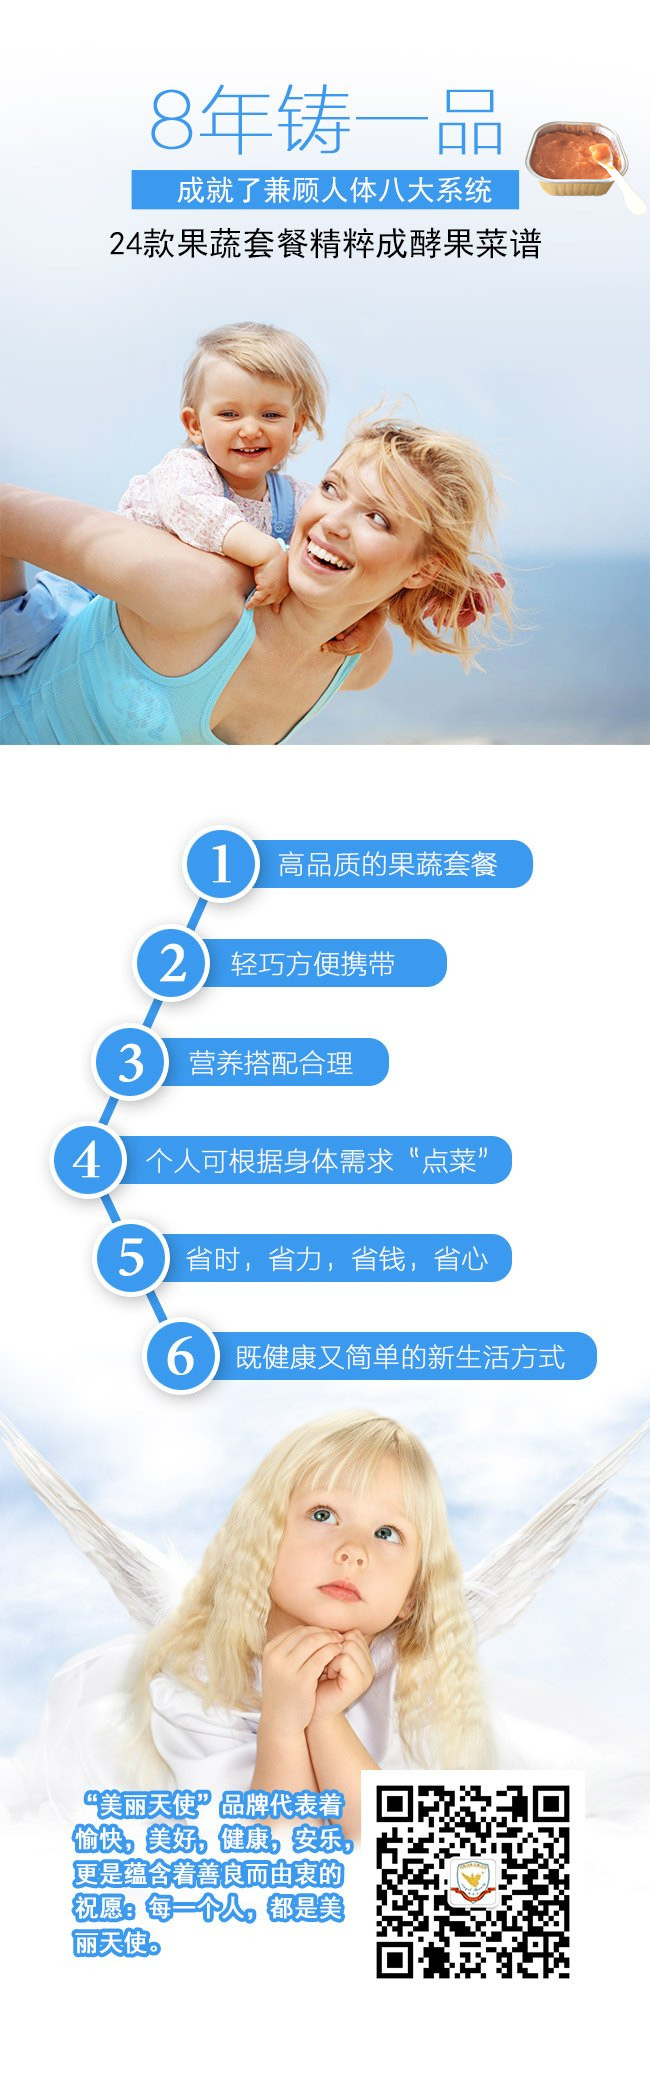 8年铸一品
成就了兼顾人体八大系统
24款果蔬套餐精粹成酵果菜谱
1 高品质的果蔬套餐
2 轻巧方便携带
3 营养搭配合理
4 个人可根据身体需求“点菜”
5 省时，省力，省钱，省心
6 既健康又简单的新生活方式
“美丽天使”品牌代表着
愉快，美好，健康，安乐，
更是蕴含着善良而由衷的
祝愿：每一个人，都是美
丽天使。